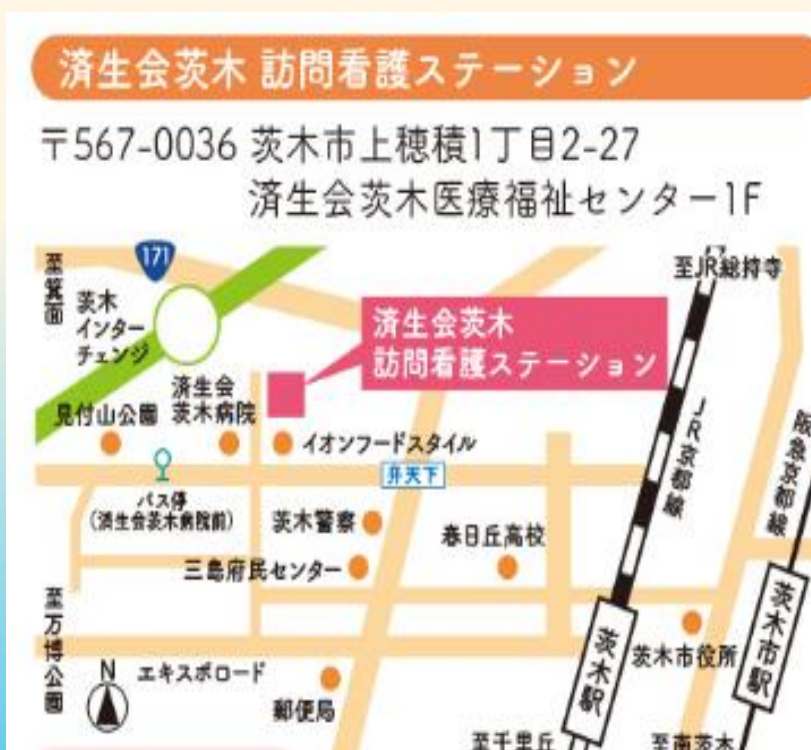 済生会茨木 訪問看護ステーション
〒567-0036 茨木市上穂積1丁目2-27
済生会茨木医療福祉センター1F
至箕面
171
茨木
インター
チェンジ
至JR総持寺
済生会茨木
訪問看護ステーション
済生会
茨木病院
見付山公園
イオンフードスタイル
弁天下
JR京都線
阪急京都線
バス停
(済生会茨木病院前)
茨木警察
春日丘高校
三島府民センター
至万博公園
茨木駅
茨木市役所
茨木市駅
N
エキスポロード
郵便局
至千里丘
至南茨木